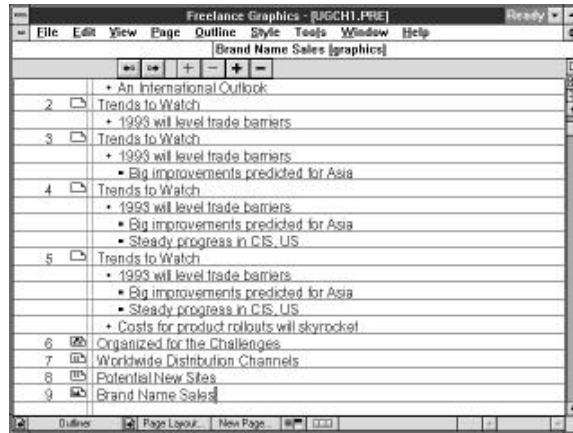 Freelance Graphics - [UGCH1.PRE]
Ready
File Edit View Page Outline Style Tools Window Help
Brand Name Sales [graphics]
+ − + −
• An International Outlook
2 Trends to Watch
• 1993 will level trade barriers
3 Trends to Watch
• 1993 will level trade barriers
▪ Big improvements predicted for Asia
4 Trends to Watch
• 1993 will level trade barriers
▪ Big improvements predicted for Asia
▪ Steady progress in CIS, US
5 Trends to Watch
• 1993 will level trade barriers
▪ Big improvements predicted for Asia
▪ Steady progress in CIS, US
• Costs for product rollouts will skyrocket
6 Organized for the Challenges
7 Worldwide Distribution Channels
8 Potential New Sites
9 Brand Name Sales
Outliner Page Layout... New Page...